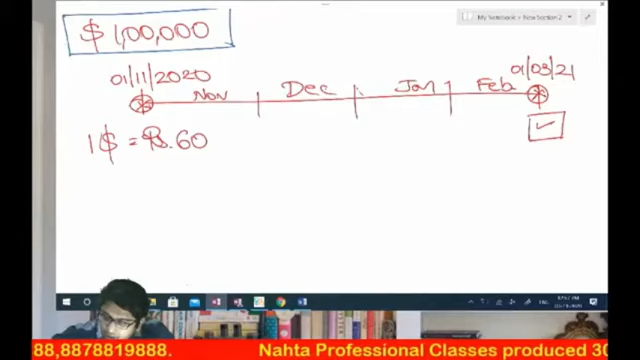 $ 1,00,000
My Notebook > New Section 2
01/11/2020
01/03/21
Nov Dec Jan Feb
1$ = Rs.60
88,8878819888. Nahta Professional Classes produced 30